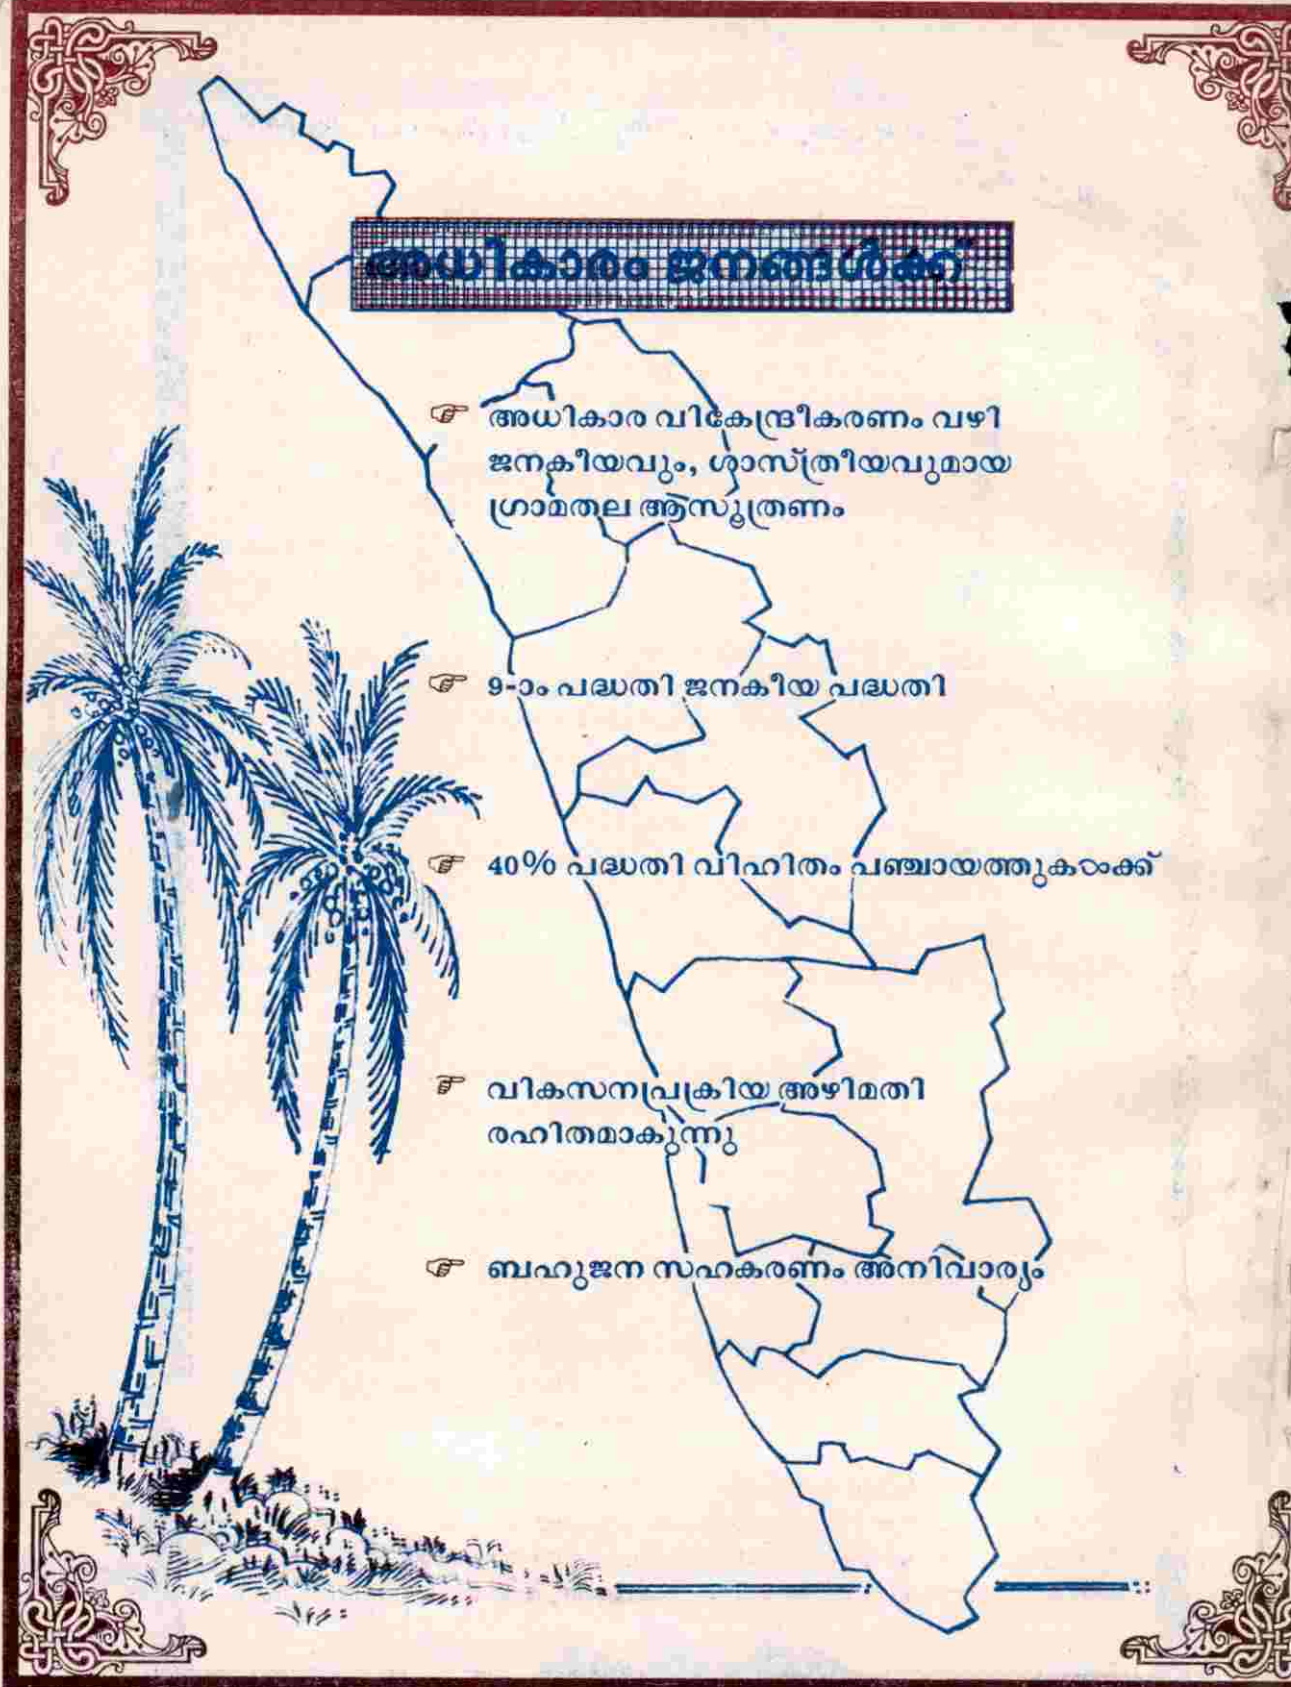 അധികാരം ജനങ്ങൾക്ക്
അധികാര വികേന്ദ്രീകരണം വഴി
ജനകീയവും, ശാസ്ത്രീയവുമായ
ഗ്രാമതല ആസൂത്രണം
9-ാം പദ്ധതി ജനകീയ പദ്ധതി
40% പദ്ധതി വിഹിതം പഞ്ചായത്തുകൾക്ക്
വികസനപ്രക്രിയ അഴിമതി
രഹിതമാകുന്നു
ബഹുജന സഹകരണം അനിവാര്യം